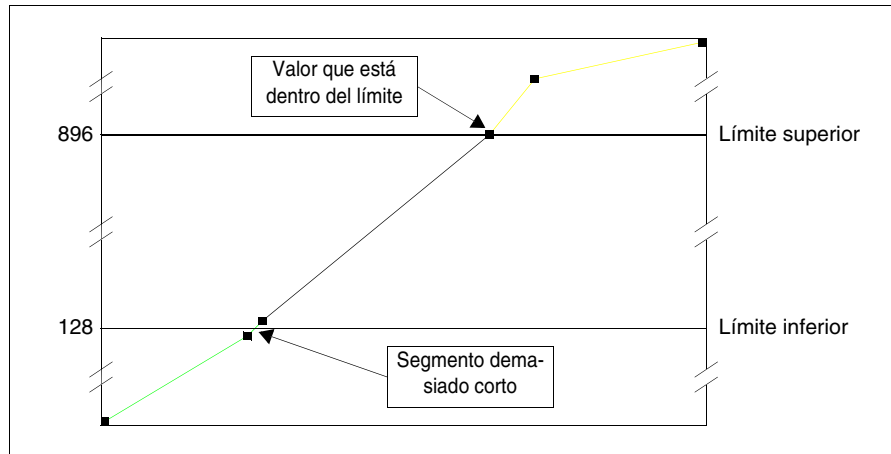 Valor que está
dentro del límite
896
Límite superior
128
Límite inferior
Segmento dema-
siado corto